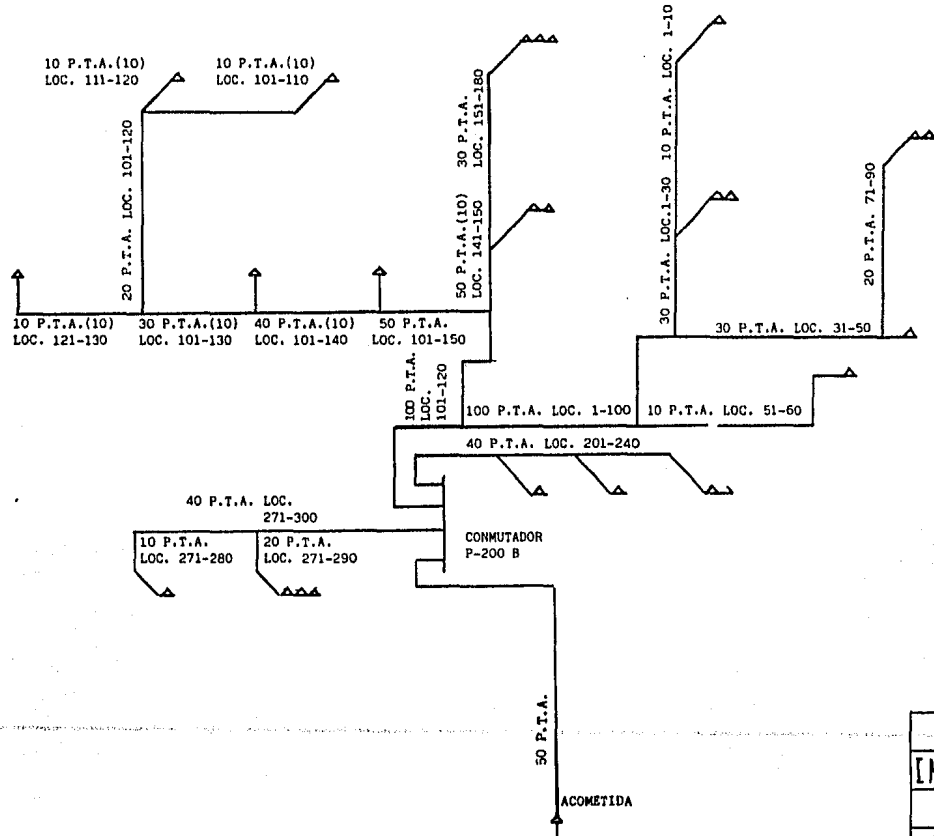 10 P.T.A.(10)
LOC. 111-120
10 P.T.A.(10)
LOC. 101-110
20 P.T.A. LOC. 101-120
30 P.T.A.
LOC. 151-180
50 P.T.A.(10)
LOC. 141-150
10 P.T.A. LOC. 1-10
30 P.T.A. LOC.1-30
20 P.T.A. 71-90
10 P.T.A.(10)
LOC. 121-130
30 P.T.A.(10)
LOC. 101-130
40 P.T.A.(10)
LOC. 101-140
50 P.T.A.
LOC. 101-150
30 P.T.A. LOC. 31-50
100 P.T.A.
LOC.
101-120
100 P.T.A. LOC. 1-100
10 P.T.A. LOC. 51-60
40 P.T.A. LOC. 201-240
40 P.T.A. LOC.
271-300
10 P.T.A.
LOC. 271-280
20 P.T.A.
LOC. 271-290
CONMUTADOR
P-200 B
50 P.T.A.
ACOMETIDA